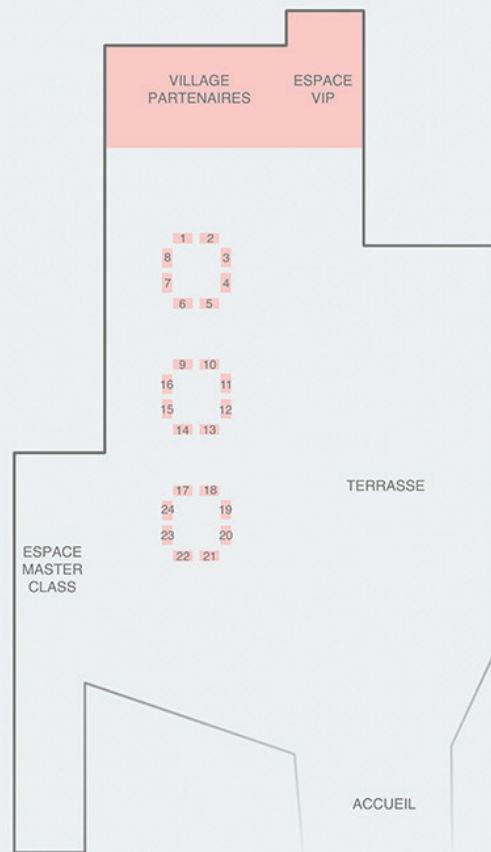 VILLAGE
PARTENAIRES
ESPACE
VIP
1 2
8 3
7 4
6 5
9 10
16 11
15 12
14 13
17 18
24 19
23 20
22 21
TERRASSE
ESPACE
MASTER
CLASS
ACCUEIL